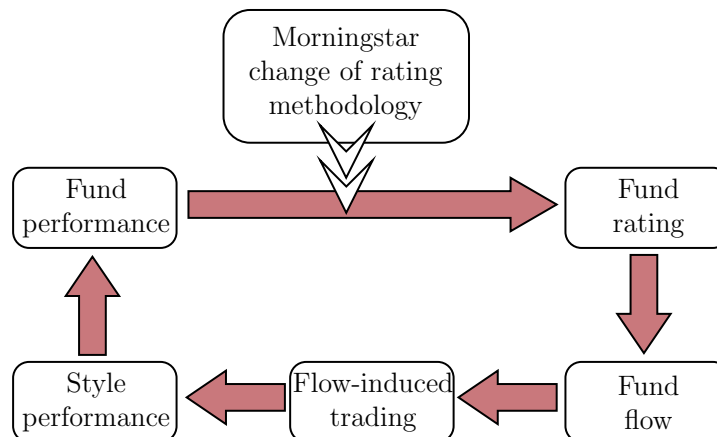 Morningstar
change of rating
methodology
Fund
performance
Fund
rating
Style
performance
Flow-induced
trading
Fund
flow